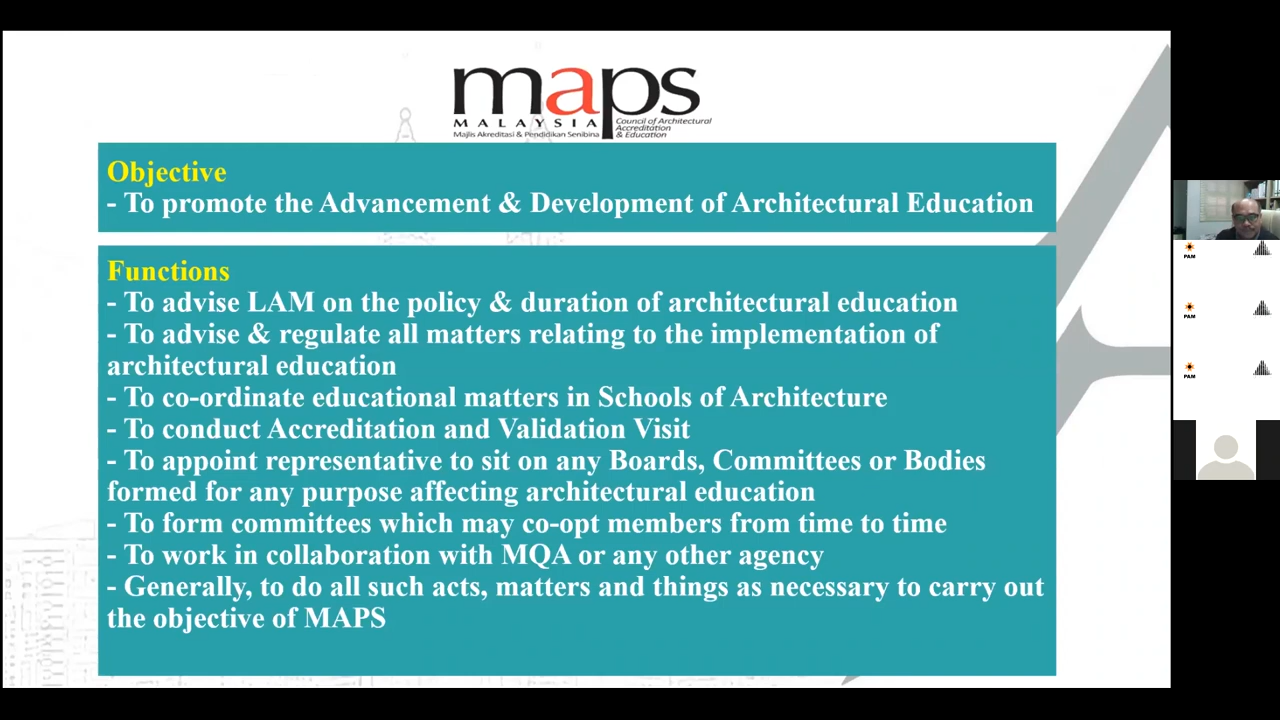 maps
MALAYSIA
Majlis Akreditasi & Pendidikan Senibina
Council of Architectural
Accreditation
& Education
Objective
- To promote the Advancement & Development of Architectural Education
Functions
- To advise LAM on the policy & duration of architectural education
- To advise & regulate all matters relating to the implementation of
architectural education
- To co-ordinate educational matters in Schools of Architecture
- To conduct Accreditation and Validation Visit
- To appoint representative to sit on any Boards, Committees or Bodies
formed for any purpose affecting architectural education
- To form committees which may co-opt members from time to time
- To work in collaboration with MQA or any other agency
- Generally, to do all such acts, matters and things as necessary to carry out
the objective of MAPS
PAM
PAM
PAM